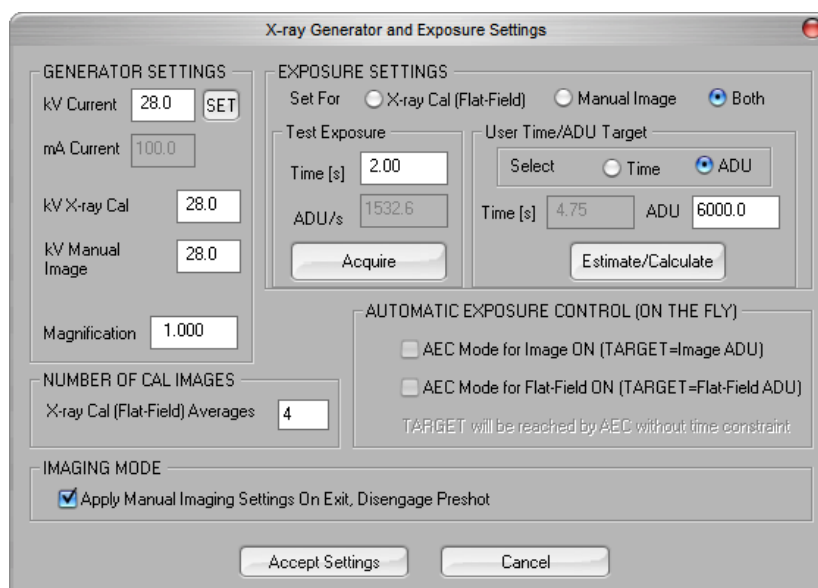 X-ray Generator and Exposure Settings
GENERATOR SETTINGS
kV Current 28.0 SET
mA Current 100.0
kV X-ray Cal 28.0
kV Manual
Image 28.0
Magnification 1.000
EXPOSURE SETTINGS
Set For X-ray Cal (Flat-Field) Manual Image Both
Test Exposure
Time [s] 2.00
ADU/s 1532.6
Acquire
User Time/ADU Target
Select Time ADU
Time [s] 4.75 ADU 6000.0
Estimate/Calculate
AUTOMATIC EXPOSURE CONTROL (ON THE FLY)
AEC Mode for Image ON (TARGET=Image ADU)
AEC Mode for Flat-Field ON (TARGET=Flat-Field ADU)
TARGET will be reached by AEC without time constraint
NUMBER OF CAL IMAGES
X-ray Cal (Flat-Field) Averages 4
IMAGING MODE
Apply Manual Imaging Settings On Exit, Disengage Preshot
Accept Settings Cancel